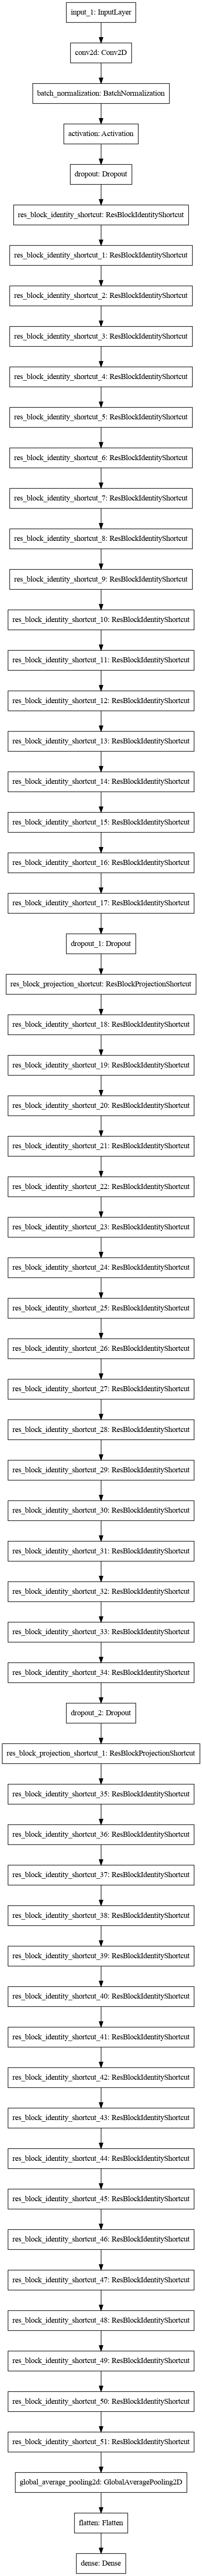 input_1: InputLayer
conv2d: Conv2D
batch_normalization: BatchNormalization
activation: Activation
dropout: Dropout
res_block_identity_shortcut: ResBlockIdentityShortcut
res_block_identity_shortcut_1: ResBlockIdentityShortcut
res_block_identity_shortcut_2: ResBlockIdentityShortcut
res_block_identity_shortcut_3: ResBlockIdentityShortcut
res_block_identity_shortcut_4: ResBlockIdentityShortcut
res_block_identity_shortcut_5: ResBlockIdentityShortcut
res_block_identity_shortcut_6: ResBlockIdentityShortcut
res_block_identity_shortcut_7: ResBlockIdentityShortcut
res_block_identity_shortcut_8: ResBlockIdentityShortcut
res_block_identity_shortcut_9: ResBlockIdentityShortcut
res_block_identity_shortcut_10: ResBlockIdentityShortcut
res_block_identity_shortcut_11: ResBlockIdentityShortcut
res_block_identity_shortcut_12: ResBlockIdentityShortcut
res_block_identity_shortcut_13: ResBlockIdentityShortcut
res_block_identity_shortcut_14: ResBlockIdentityShortcut
res_block_identity_shortcut_15: ResBlockIdentityShortcut
res_block_identity_shortcut_16: ResBlockIdentityShortcut
res_block_identity_shortcut_17: ResBlockIdentityShortcut
dropout_1: Dropout
res_block_projection_shortcut: ResBlockProjectionShortcut
res_block_identity_shortcut_18: ResBlockIdentityShortcut
res_block_identity_shortcut_19: ResBlockIdentityShortcut
res_block_identity_shortcut_20: ResBlockIdentityShortcut
res_block_identity_shortcut_21: ResBlockIdentityShortcut
res_block_identity_shortcut_22: ResBlockIdentityShortcut
res_block_identity_shortcut_23: ResBlockIdentityShortcut
res_block_identity_shortcut_24: ResBlockIdentityShortcut
res_block_identity_shortcut_25: ResBlockIdentityShortcut
res_block_identity_shortcut_26: ResBlockIdentityShortcut
res_block_identity_shortcut_27: ResBlockIdentityShortcut
res_block_identity_shortcut_28: ResBlockIdentityShortcut
res_block_identity_shortcut_29: ResBlockIdentityShortcut
res_block_identity_shortcut_30: ResBlockIdentityShortcut
res_block_identity_shortcut_31: ResBlockIdentityShortcut
res_block_identity_shortcut_32: ResBlockIdentityShortcut
res_block_identity_shortcut_33: ResBlockIdentityShortcut
res_block_identity_shortcut_34: ResBlockIdentityShortcut
dropout_2: Dropout
res_block_projection_shortcut_1: ResBlockProjectionShortcut
res_block_identity_shortcut_35: ResBlockIdentityShortcut
res_block_identity_shortcut_36: ResBlockIdentityShortcut
res_block_identity_shortcut_37: ResBlockIdentityShortcut
res_block_identity_shortcut_38: ResBlockIdentityShortcut
res_block_identity_shortcut_39: ResBlockIdentityShortcut
res_block_identity_shortcut_40: ResBlockIdentityShortcut
res_block_identity_shortcut_41: ResBlockIdentityShortcut
res_block_identity_shortcut_42: ResBlockIdentityShortcut
res_block_identity_shortcut_43: ResBlockIdentityShortcut
res_block_identity_shortcut_44: ResBlockIdentityShortcut
res_block_identity_shortcut_45: ResBlockIdentityShortcut
res_block_identity_shortcut_46: ResBlockIdentityShortcut
res_block_identity_shortcut_47: ResBlockIdentityShortcut
res_block_identity_shortcut_48: ResBlockIdentityShortcut
res_block_identity_shortcut_49: ResBlockIdentityShortcut
res_block_identity_shortcut_50: ResBlockIdentityShortcut
res_block_identity_shortcut_51: ResBlockIdentityShortcut
global_average_pooling2d: GlobalAveragePooling2D
flatten: Flatten
dense: Dense